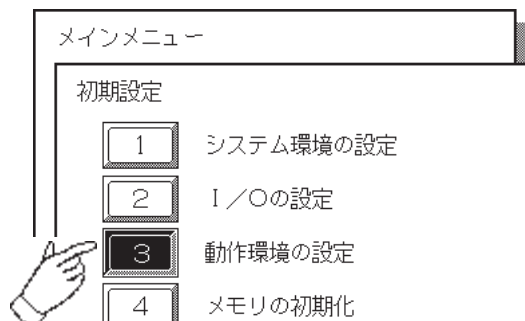 メインメニュー
初期設定
1 システム環境の設定
2 I／Oの設定
3 動作環境の設定
4 メモリの初期化